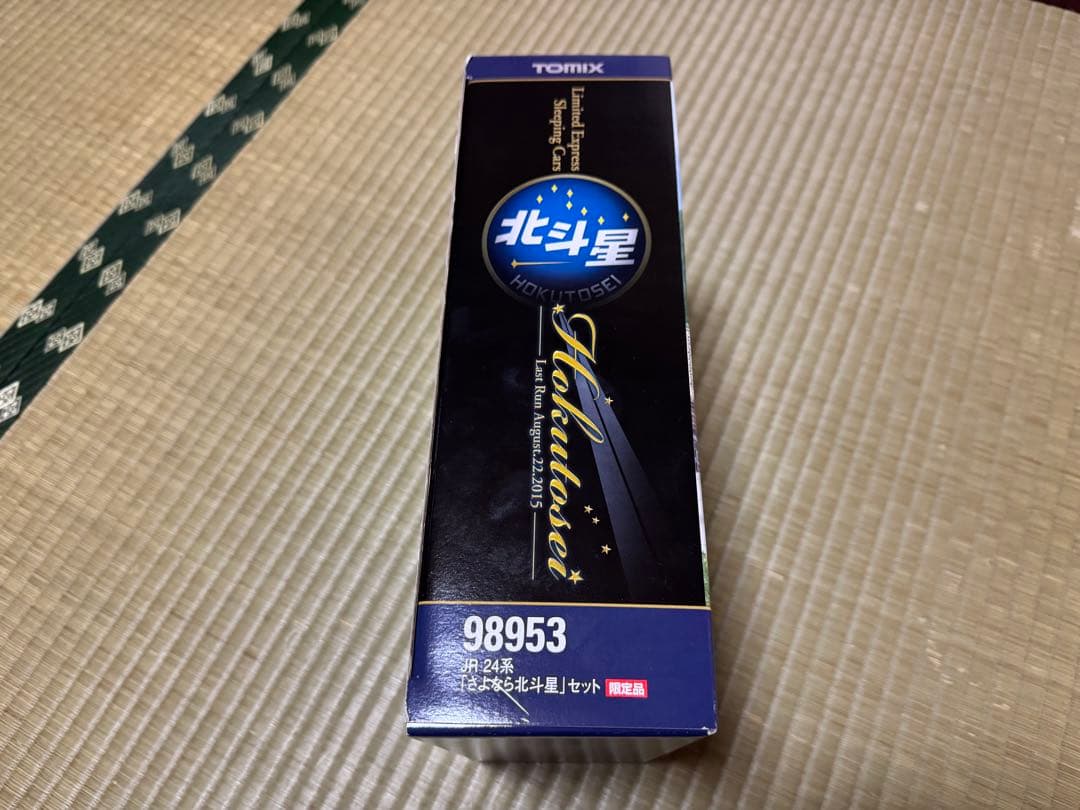 TOMIX
Limited Express
Sleeping Cars
北斗星
HOKUTOSEI
Hokutosei
Last Run August.22.2015
98953
JR 24系
「さよなら北斗星」セット 限定品